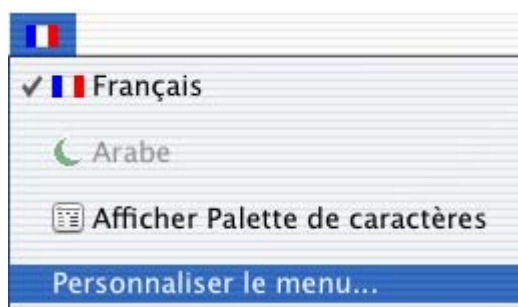 Français
Arabe
Afficher Palette de caractères
Personnaliser le menu...